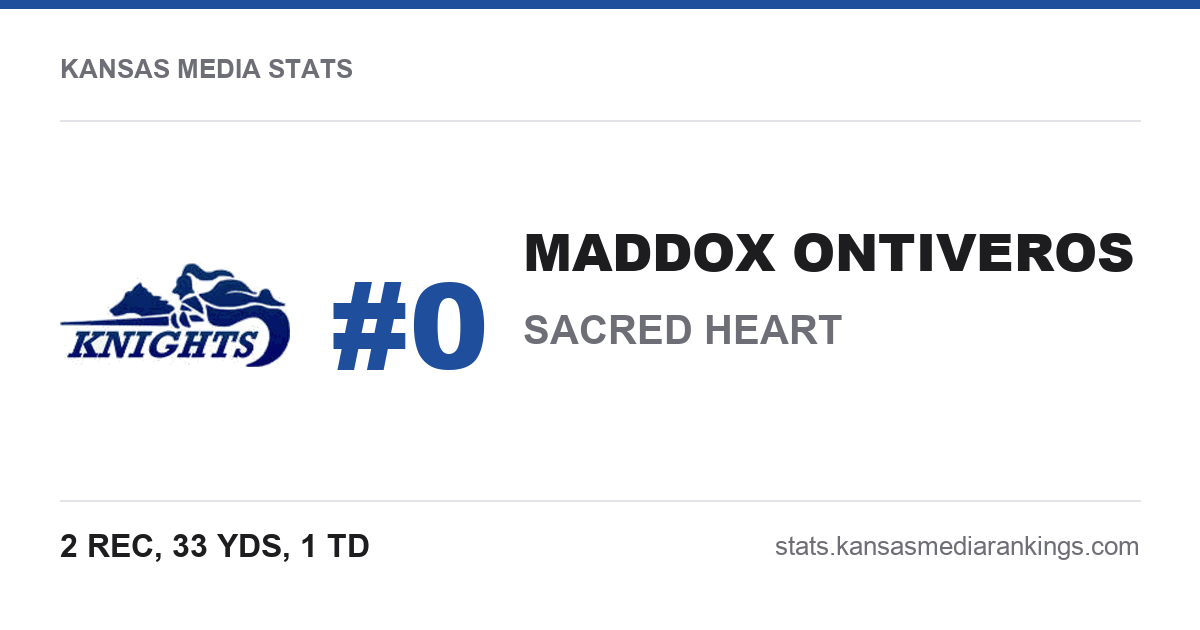 KANSAS MEDIA STATS
KNIGHTS
#0
MADDOX ONTIVEROS
SACRED HEART
2 REC, 33 YDS, 1 TD
stats.kansasmediarankings.com